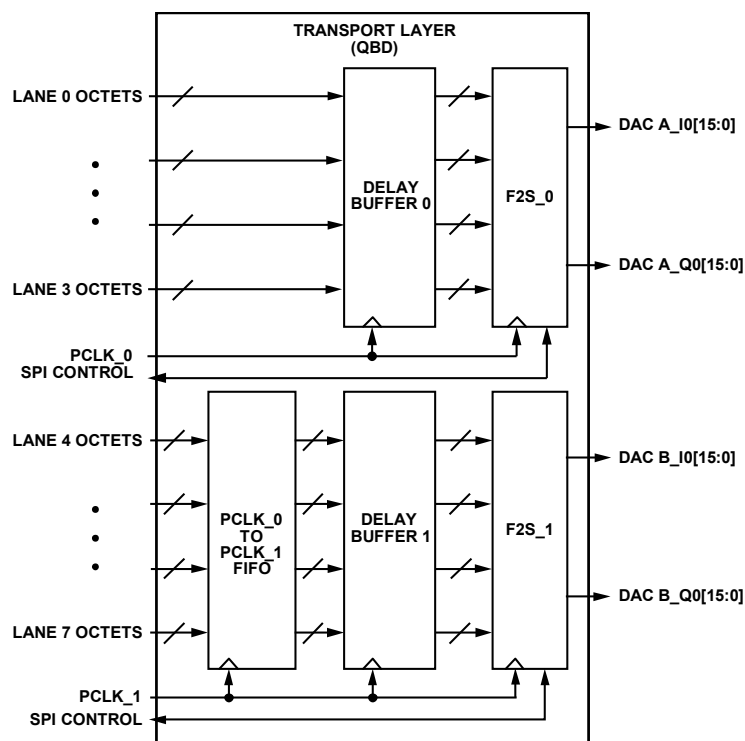 TRANSPORT LAYER
(QBD)
LANE 0 OCTETS
DELAY
BUFFER 0
F2S_0
DAC A_I0[15:0]
DAC A_Q0[15:0]
LANE 3 OCTETS
PCLK_0
SPI CONTROL
LANE 4 OCTETS
PCLK_0
TO
PCLK_1
FIFO
DELAY
BUFFER 1
F2S_1
DAC B_I0[15:0]
DAC B_Q0[15:0]
LANE 7 OCTETS
PCLK_1
SPI CONTROL